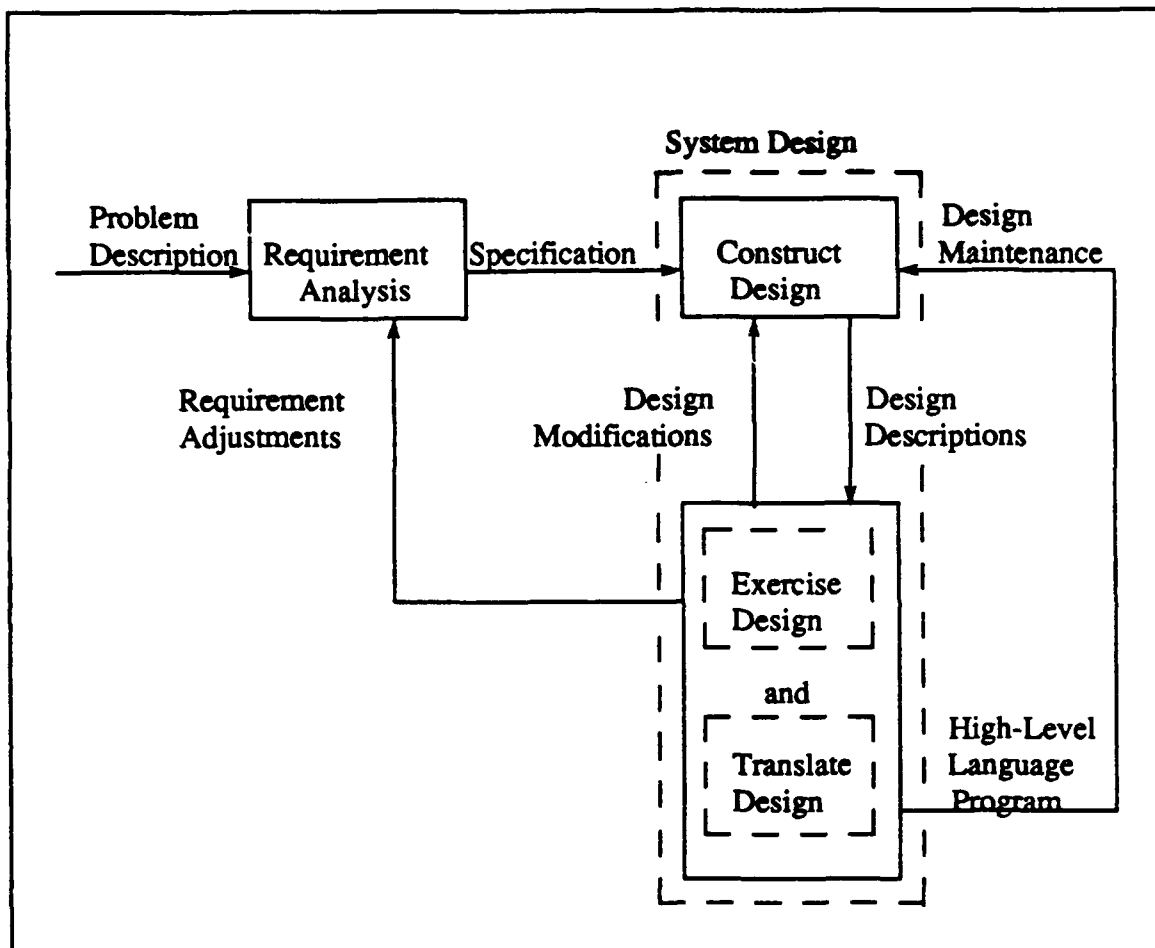 System Design
Problem
Description
Requirement
Analysis
Specification
Construct
Design
Design
Maintenance
Requirement
Adjustments
Design
Modifications
Design
Descriptions
Exercise
Design
and
Translate
Design
High-Level
Language
Program